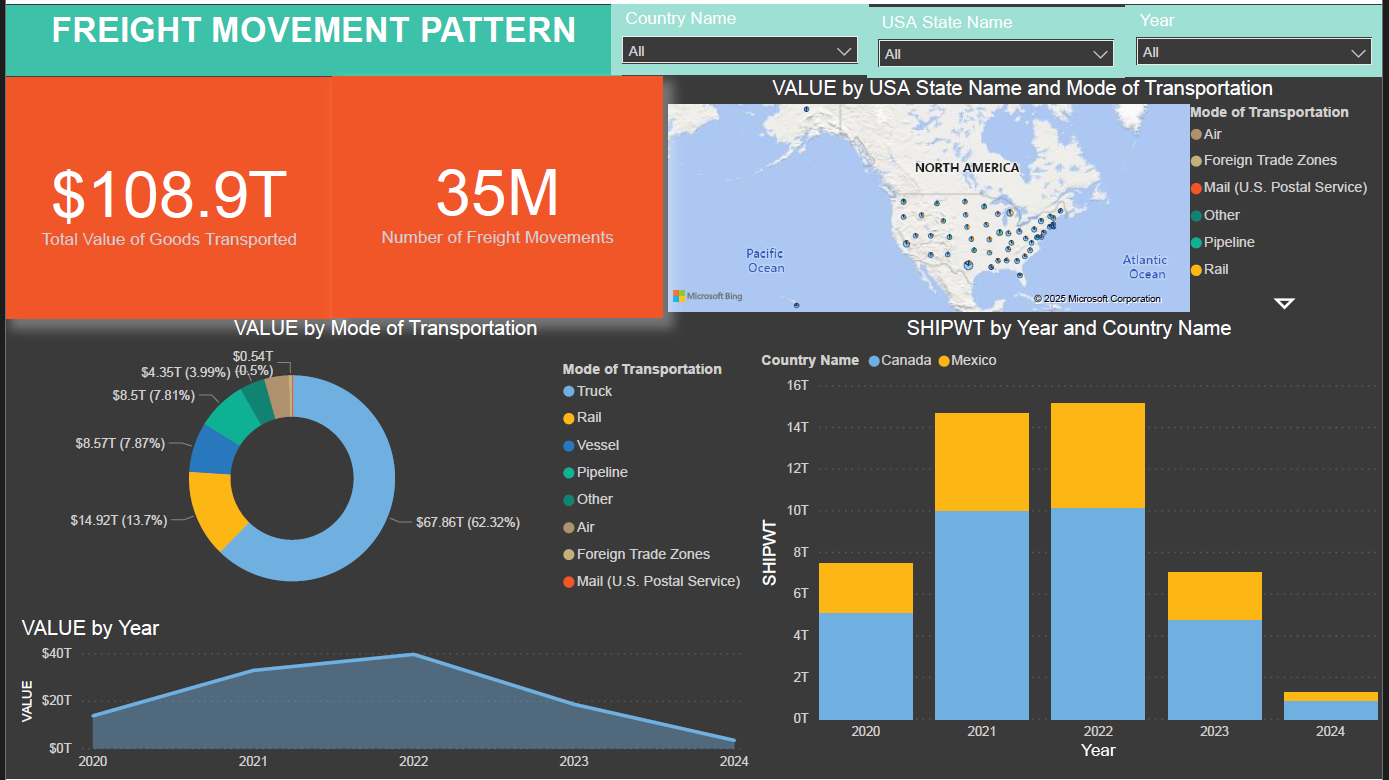 FREIGHT MOVEMENT PATTERN
Country Name
All
USA State Name
All
Year
All
$108.9T
Total Value of Goods Transported
35M
Number of Freight Movements
VALUE by USA State Name and Mode of Transportation
NORTH AMERICA
Pacific
Ocean
Atlantic
Ocean
Microsoft Bing
© 2025 Microsoft Corporation
Mode of Transportation
Air
Foreign Trade Zones
Mail (U.S. Postal Service)
Other
Pipeline
Rail
VALUE by Mode of Transportation
$0.54T
(0.5%)
$4.35T (3.99%)
$8.5T (7.81%)
$8.57T (7.87%)
$14.92T (13.7%)
$67.86T (62.32%)
Mode of Transportation
Truck
Rail
Vessel
Pipeline
Other
Air
Foreign Trade Zones
Mail (U.S. Postal Service)
VALUE by Year
VALUE
$40T
$20T
$0T
2020 2021 2022 2023 2024
SHIPWT by Year and Country Name
Country Name Canada Mexico
SHIPWT
16T
14T
12T
10T
8T
6T
4T
2T
0T
2020 2021 2022 2023 2024
Year